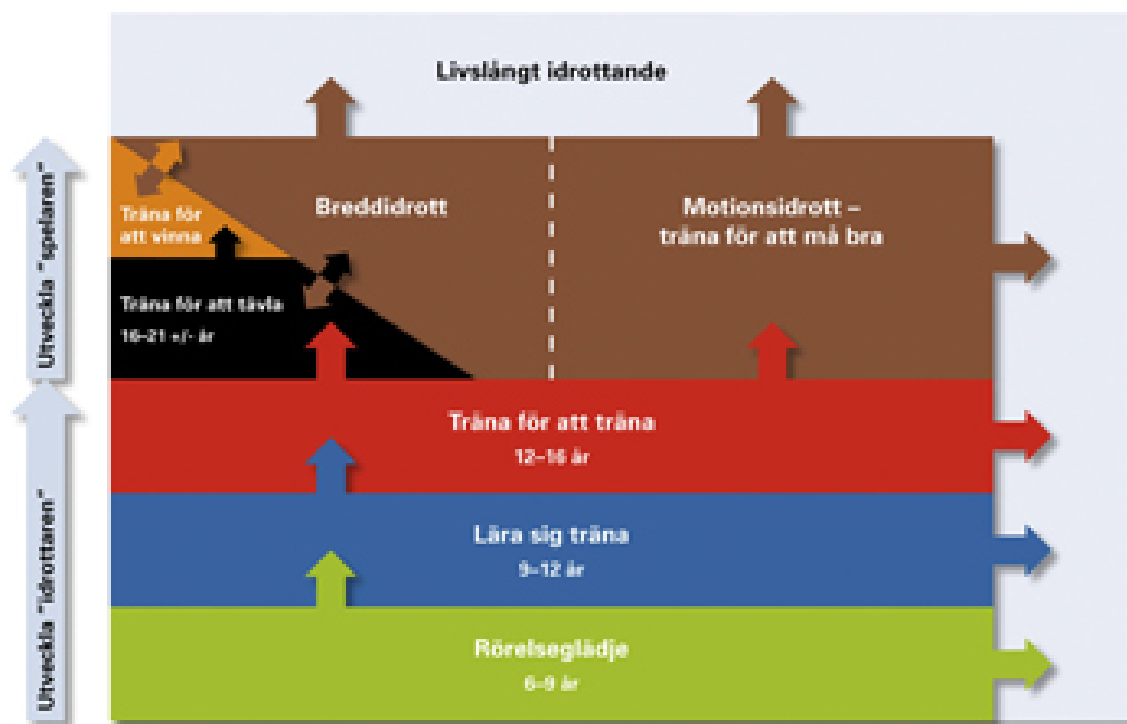 Livslångt idrottande
Utveckla "spelaren"
Träna för
att vinna
Breddidrott
Motionsidrott –
träna för att må bra
Träna för att tävla
16–21 +/- år
Utveckla "idrottaren"
Träna för att träna
12–16 år
Lära sig träna
9–12 år
Rörelseglädje
6–9 år